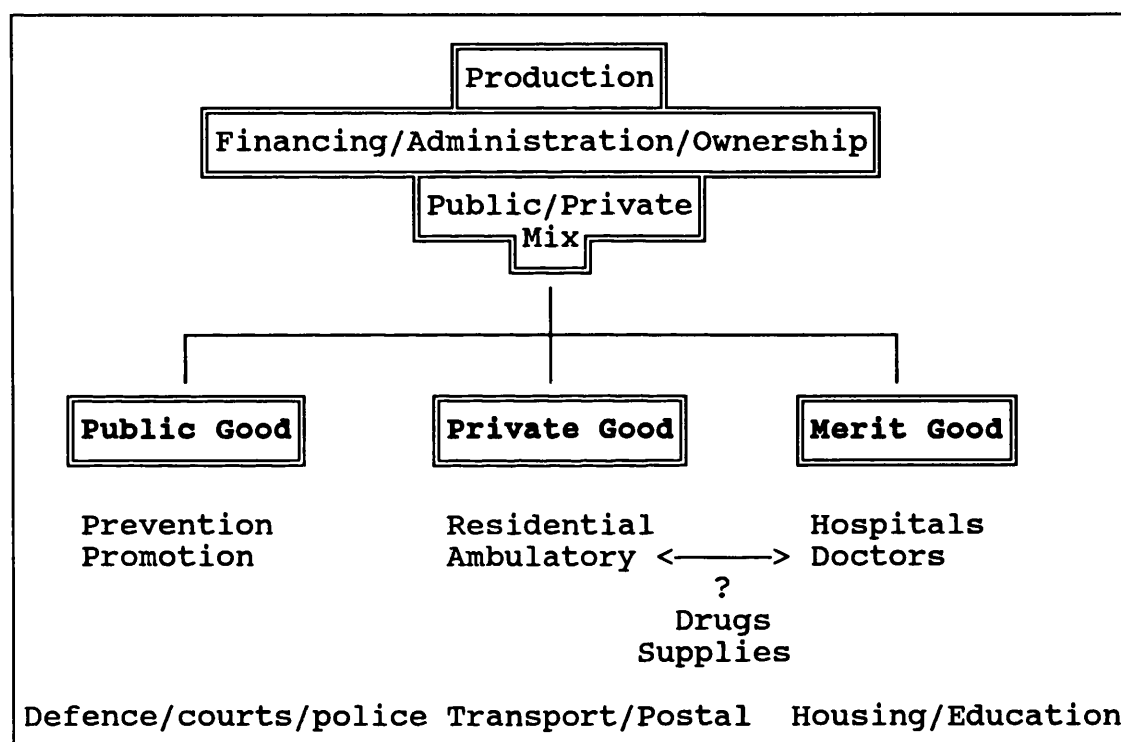 Production
Financing/Administration/Ownership
Public/Private
Mix
Public Good Private Good Merit Good
Prevention Residential Hospitals
Promotion Ambulatory <———> Doctors
?
Drugs
Supplies
Defence/courts/police Transport/Postal Housing/Education